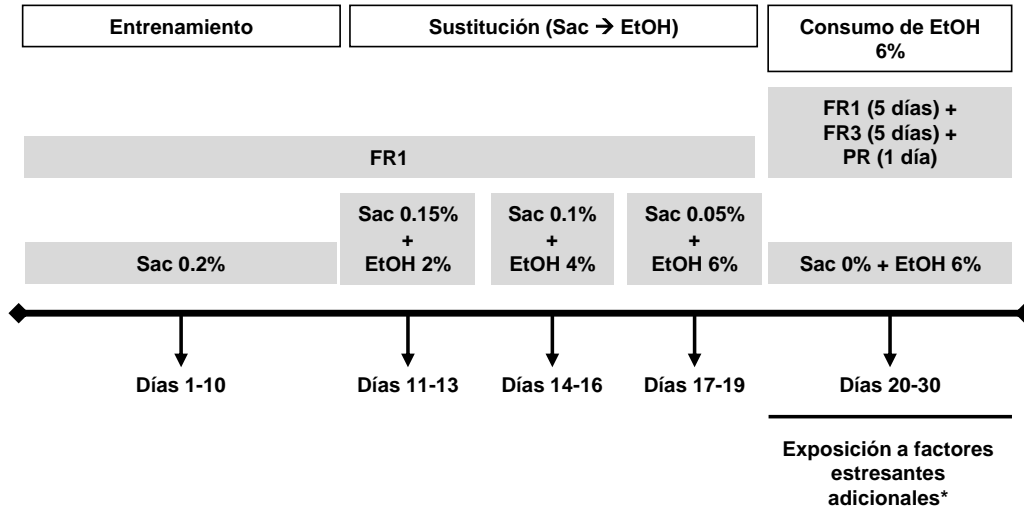 Entrenamiento
Sustitución (Sac → EtOH)
Consumo de EtOH
6%
FR1
FR1 (5 días) +
FR3 (5 días) +
PR (1 día)
Sac 0.2%
Sac 0.15%
+
EtOH 2%
Sac 0.1%
+
EtOH 4%
Sac 0.05%
+
EtOH 6%
Sac 0% + EtOH 6%
Días 1-10
Días 11-13
Días 14-16
Días 17-19
Días 20-30
Exposición a factores
estresantes
adicionales*